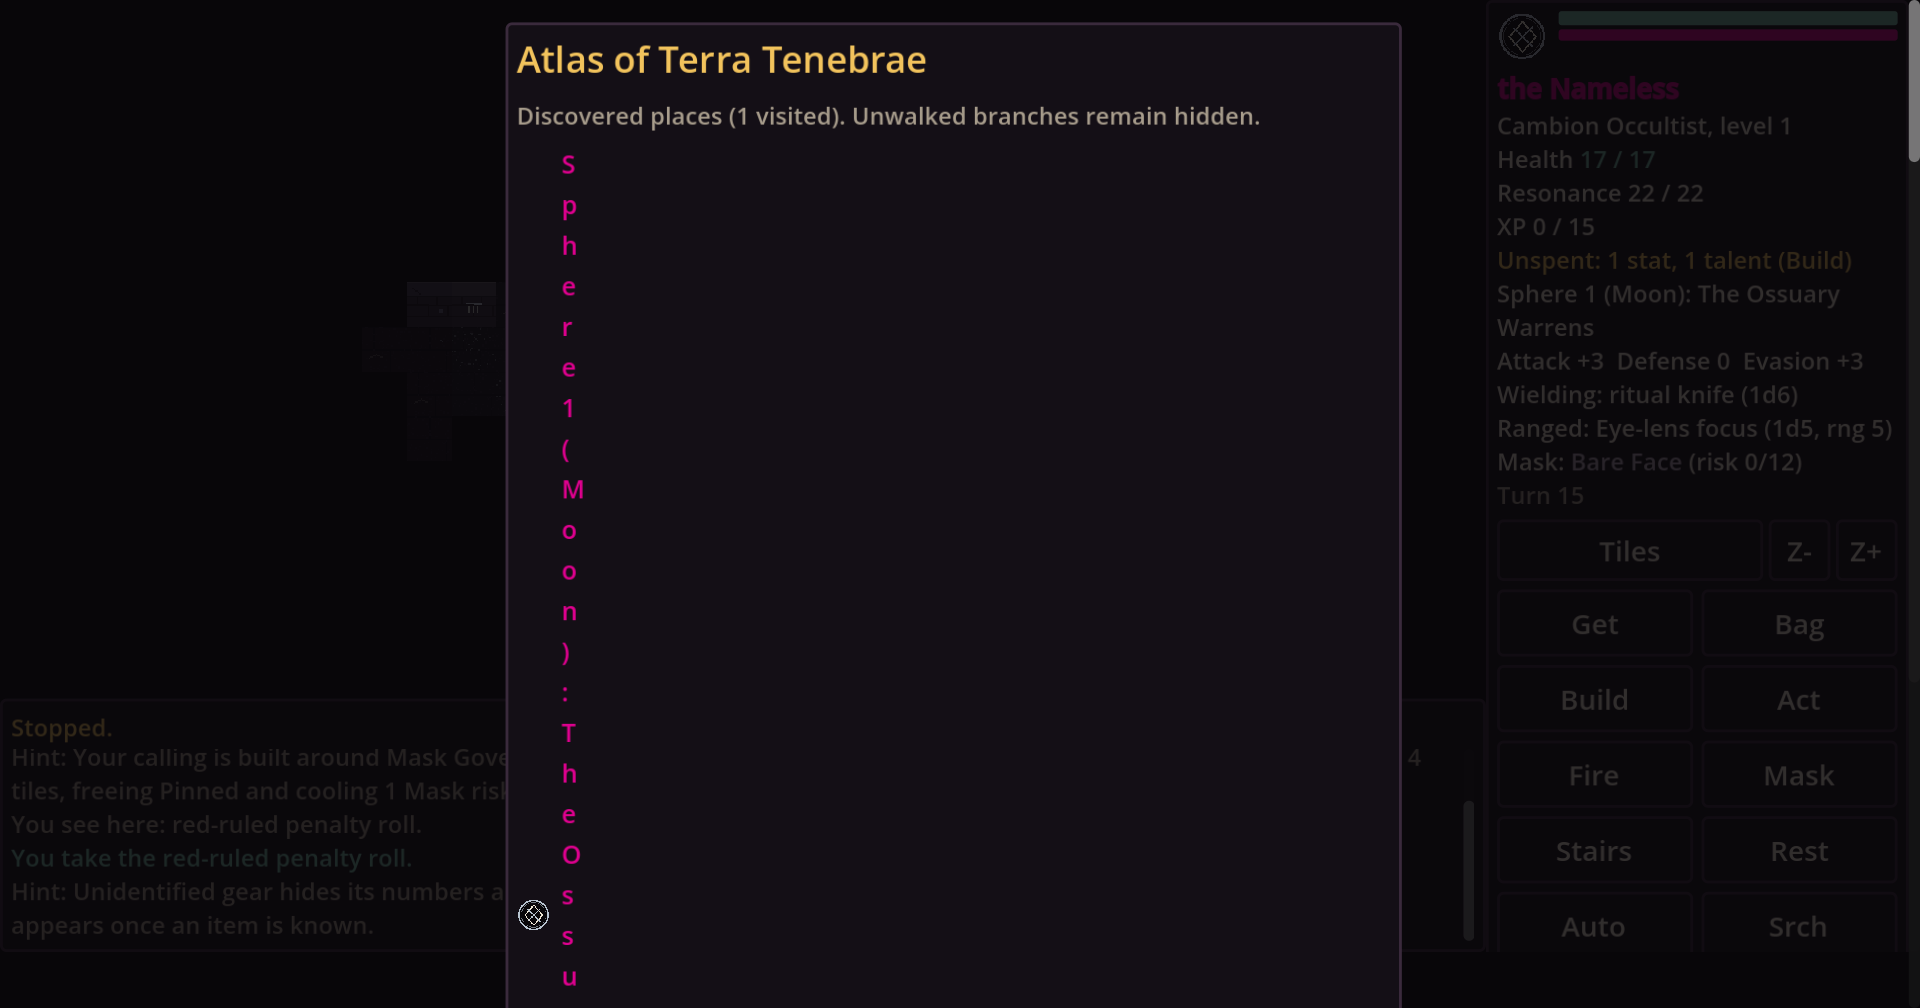 Atlas of Terra Tenebrae
Discovered places (1 visited). Unwalked branches remain hidden.
S
p
h
e
r
e
1
(
M
o
o
n
)
:
T
h
e
O
s
s
u
the Nameless
Cambion Occultist, level 1
Health 17 / 17
Resonance 22 / 22
XP 0 / 15
Unspent: 1 stat, 1 talent (Build)
Sphere 1 (Moon): The Ossuary
Warrens
Attack +3 Defense 0 Evasion +3
Wielding: ritual knife (1d6)
Ranged: Eye-lens focus (1d5, rng 5)
Mask: Bare Face (risk 0/12)
Turn 15
Tiles
Z-
Z+
Get
Bag
Build
Act
Fire
Mask
Stairs
Rest
Auto
Srch
Stopped.
Hint: Your calling is built around Mask Gove
4
tiles, freeing Pinned and cooling 1 Mask risk
You see here: red-ruled penalty roll.
You take the red-ruled penalty roll.
Hint: Unidentified gear hides its numbers a
appears once an item is known.